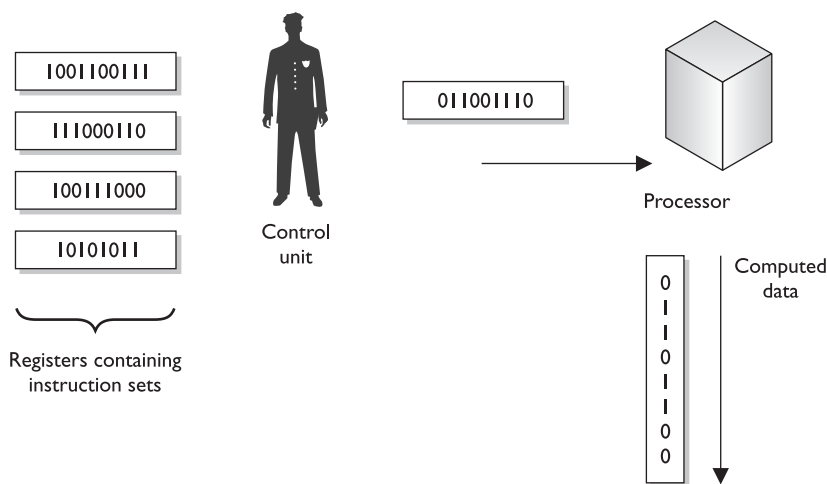 1001100111
111000110
100111000
10101011
Registers containing
instruction sets
Control
unit
011001110
Processor
0
1
1
0
1
1
0
0
Computed
data